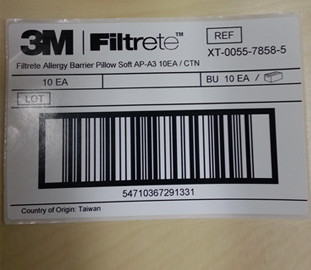 3M Filtrete™
REF
XT-0055-7858-5
Filtrete Allergy Barrier Pillow Soft AP-A3 10EA / CTN
10 EA
BU 10 EA /
LOT
54710367291331
Country of Origin: Taiwan